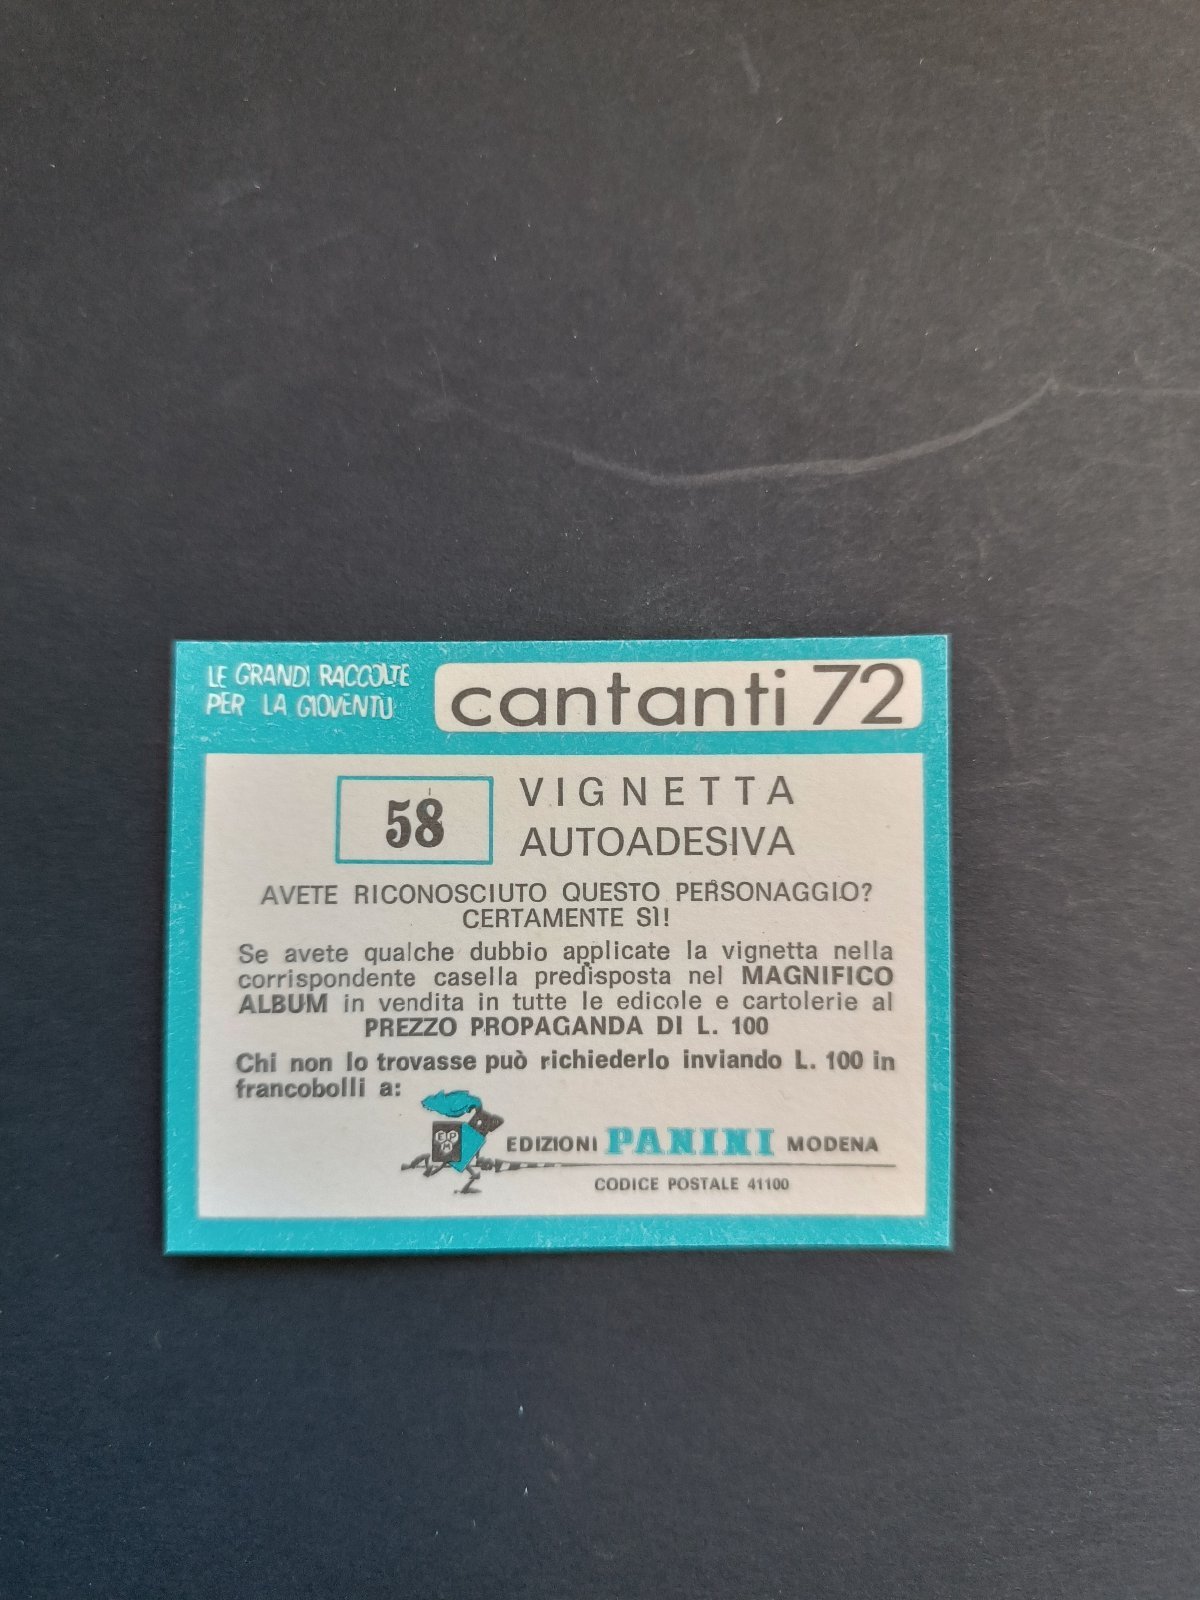 LE GRANDI RACCOLTE
PER LA GIOVENTÙ
cantanti 72
58
VIGNETTA
AUTOADESIVA
AVETE RICONOSCIUTO QUESTO PERSONAGGIO?
CERTAMENTE SÌ!
Se avete qualche dubbio applicate la vignetta nella
corrispondente casella predisposta nel MAGNIFICO
ALBUM in vendita in tutte le edicole e cartolerie al
PREZZO PROPAGANDA DI L. 100
Chi non lo trovasse può richiederlo inviando L. 100 in
francobolli a:
EPM
EDIZIONI PANINI MODENA
CODICE POSTALE 41100